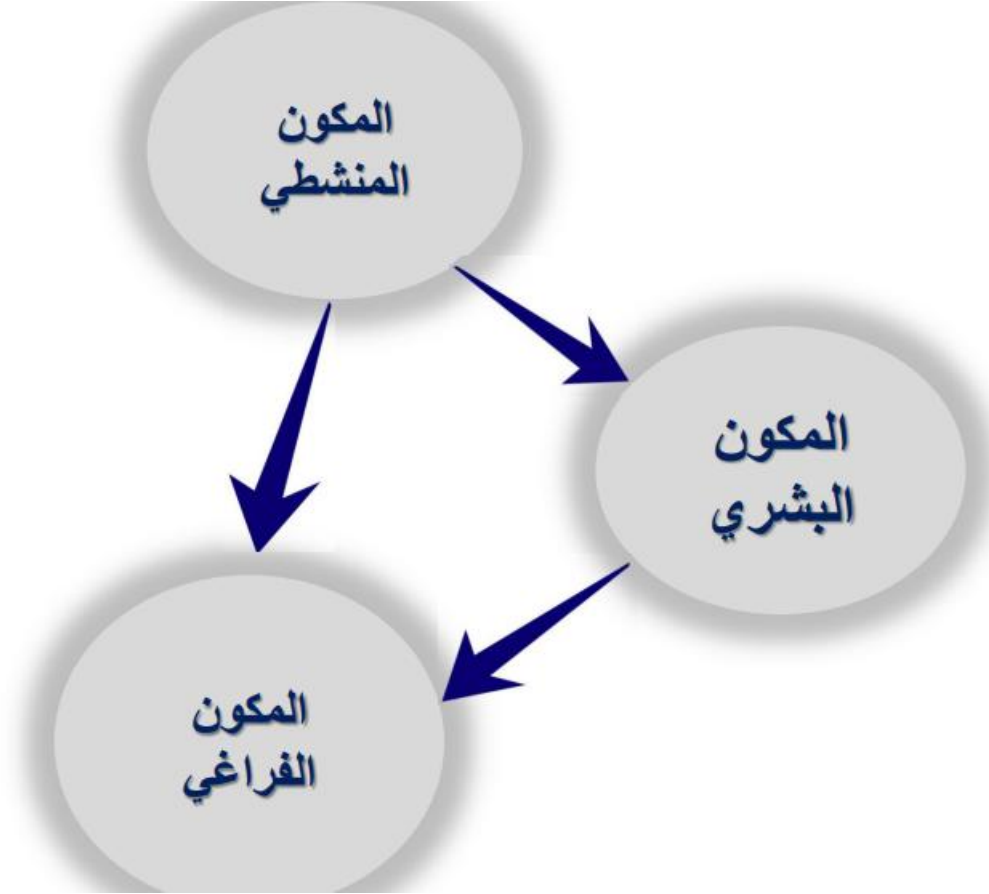 المكون
المنشطي
المكون
البشري
المكون
الفراغي